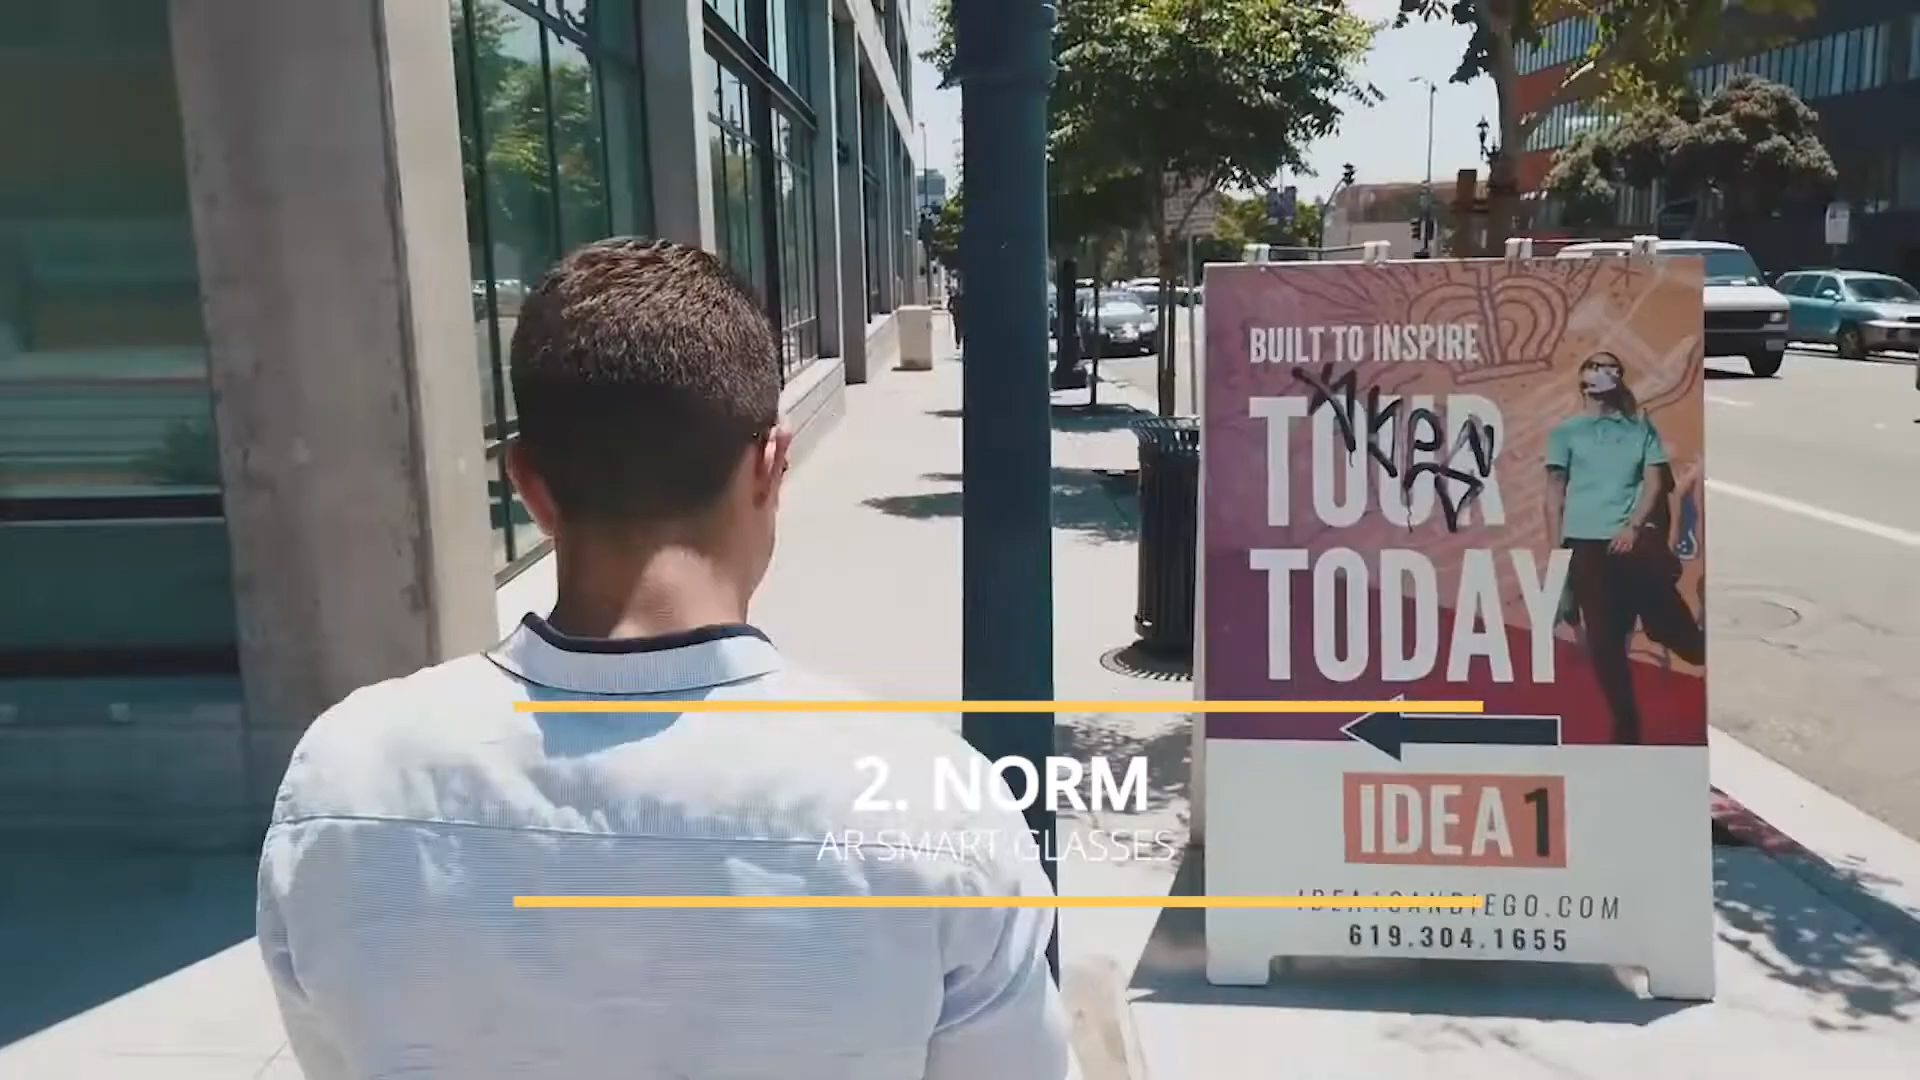 BUILT TO INSPIRE
TOUR
TODAY
2. NORM
AR SMART GLASSES
IDEA1
IDEA1SANDIEGO.COM
619.304.1655